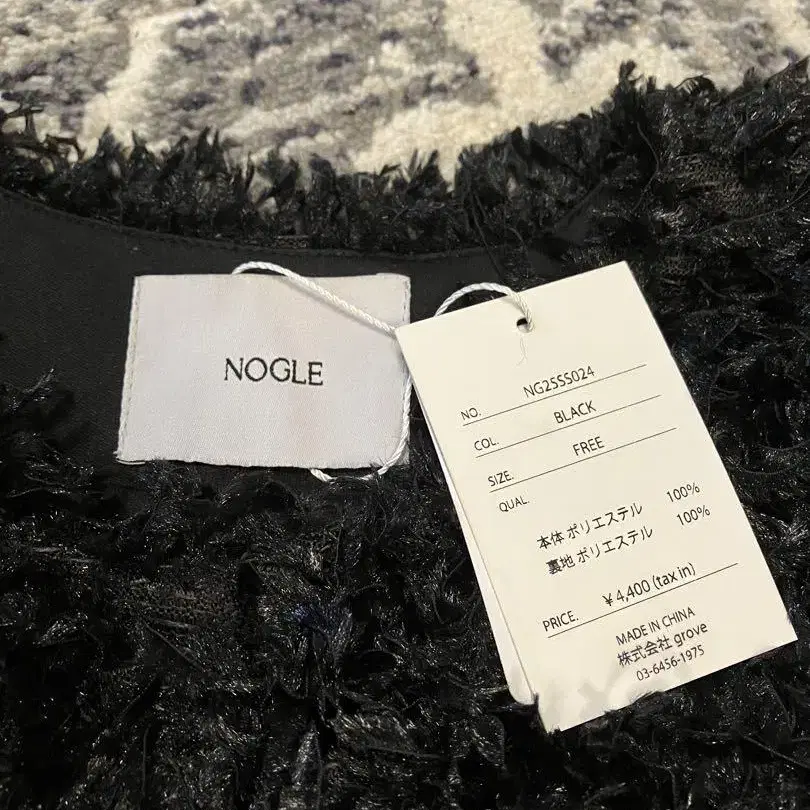 NOGLE
NO. NG2SSS024
COL. BLACK
SIZE. FREE
QUAL.
本体 ポリエステル 100%
裏地 ポリエステル 100%
PRICE. ¥ 4,400 (tax in)
MADE IN CHINA
株式会社 grove
03-6456-1975